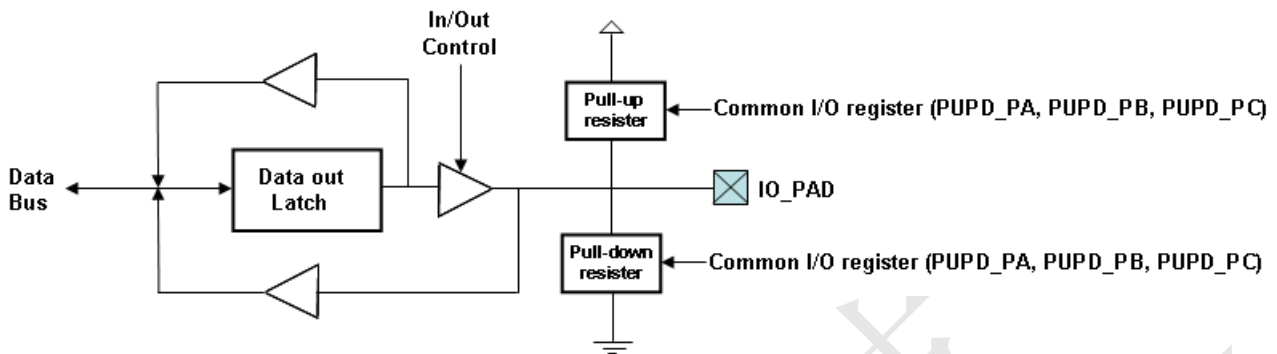 In/Out
Control
Pull-up
resister
Common I/O register (PUPD_PA, PUPD_PB, PUPD_PC)
Data
Bus
Data out
Latch
IO_PAD
Pull-down
resister
Common I/O register (PUPD_PA, PUPD_PB, PUPD_PC)